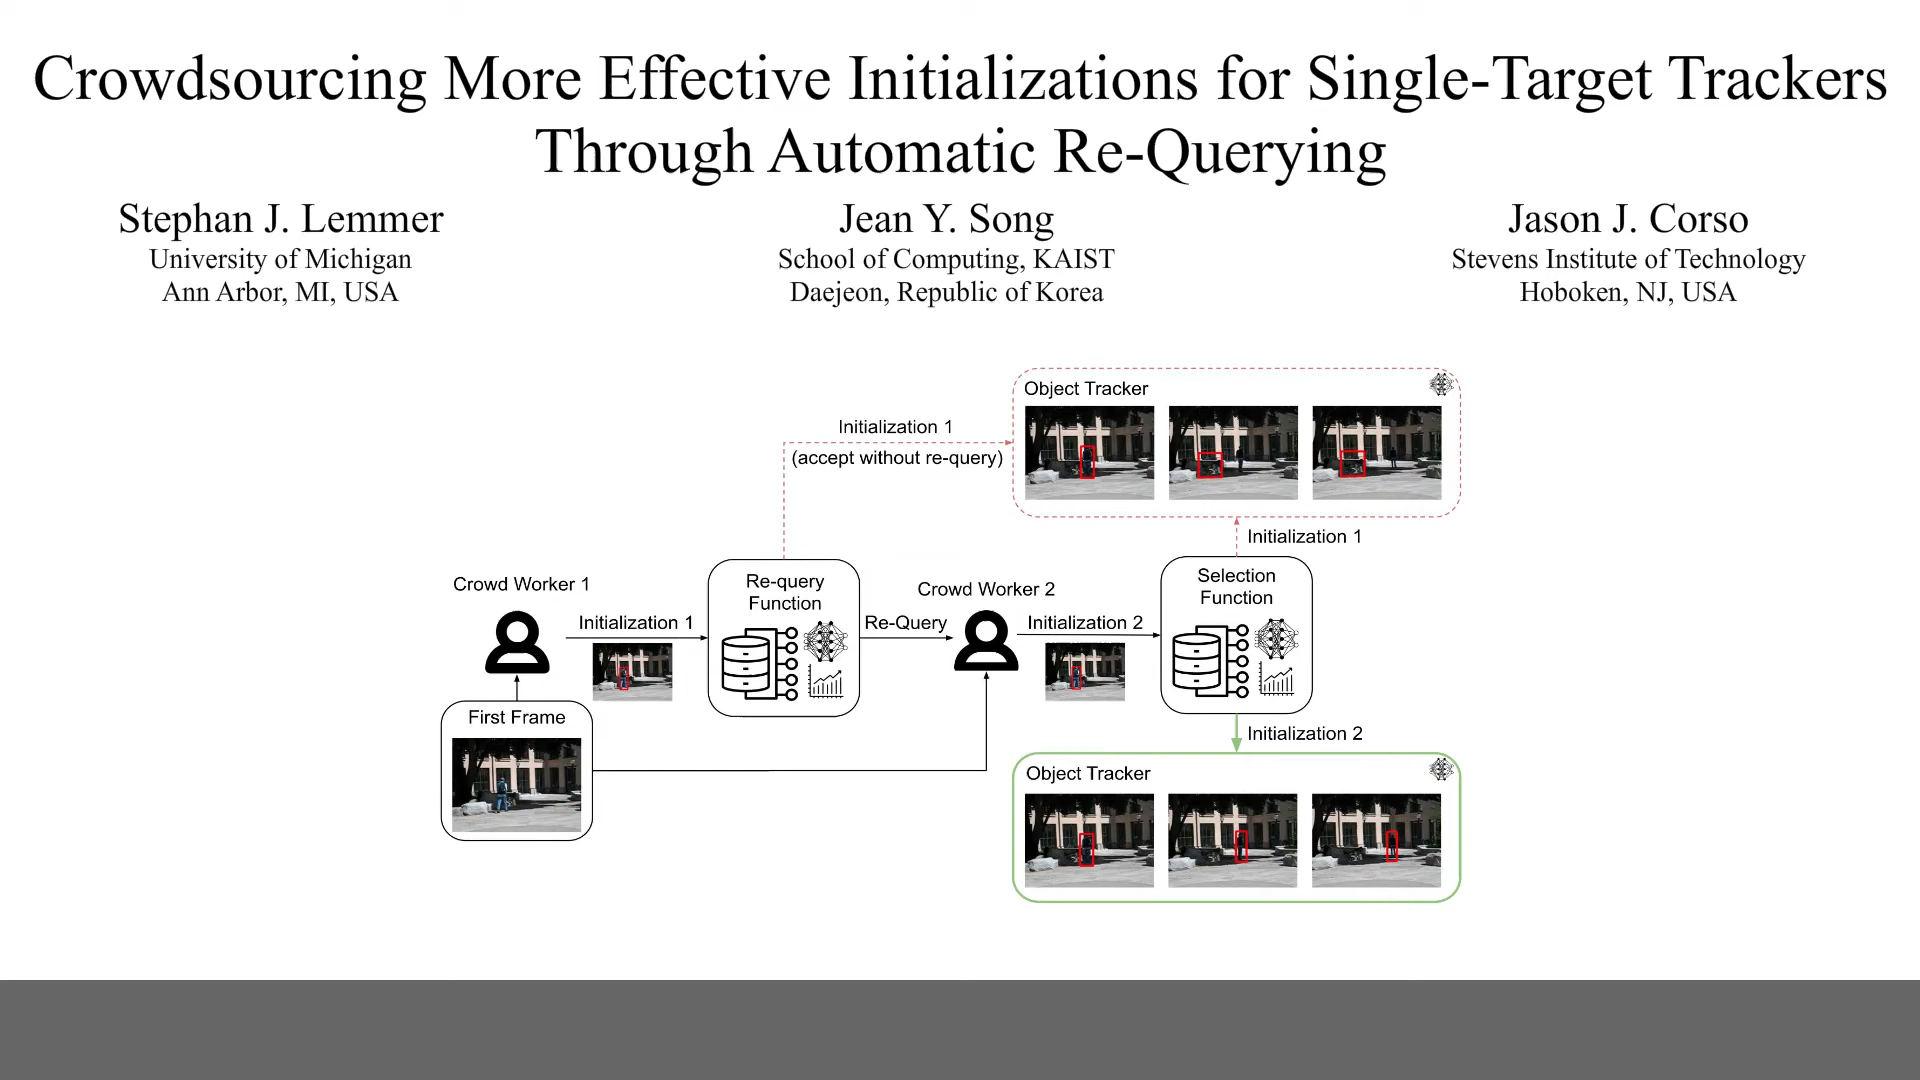 Crowdsourcing More Effective Initializations for Single-Target Trackers
Through Automatic Re-Querying
Stephan J. Lemmer
University of Michigan
Ann Arbor, MI, USA
Jean Y. Song
School of Computing, KAIST
Daejeon, Republic of Korea
Jason J. Corso
Stevens Institute of Technology
Hoboken, NJ, USA
Object Tracker
Initialization 1
(accept without re-query)
Initialization 1
Crowd Worker 1
Initialization 1
Re-query
Function
Re-Query
Crowd Worker 2
Initialization 2
Selection
Function
First Frame
Initialization 2
Object Tracker